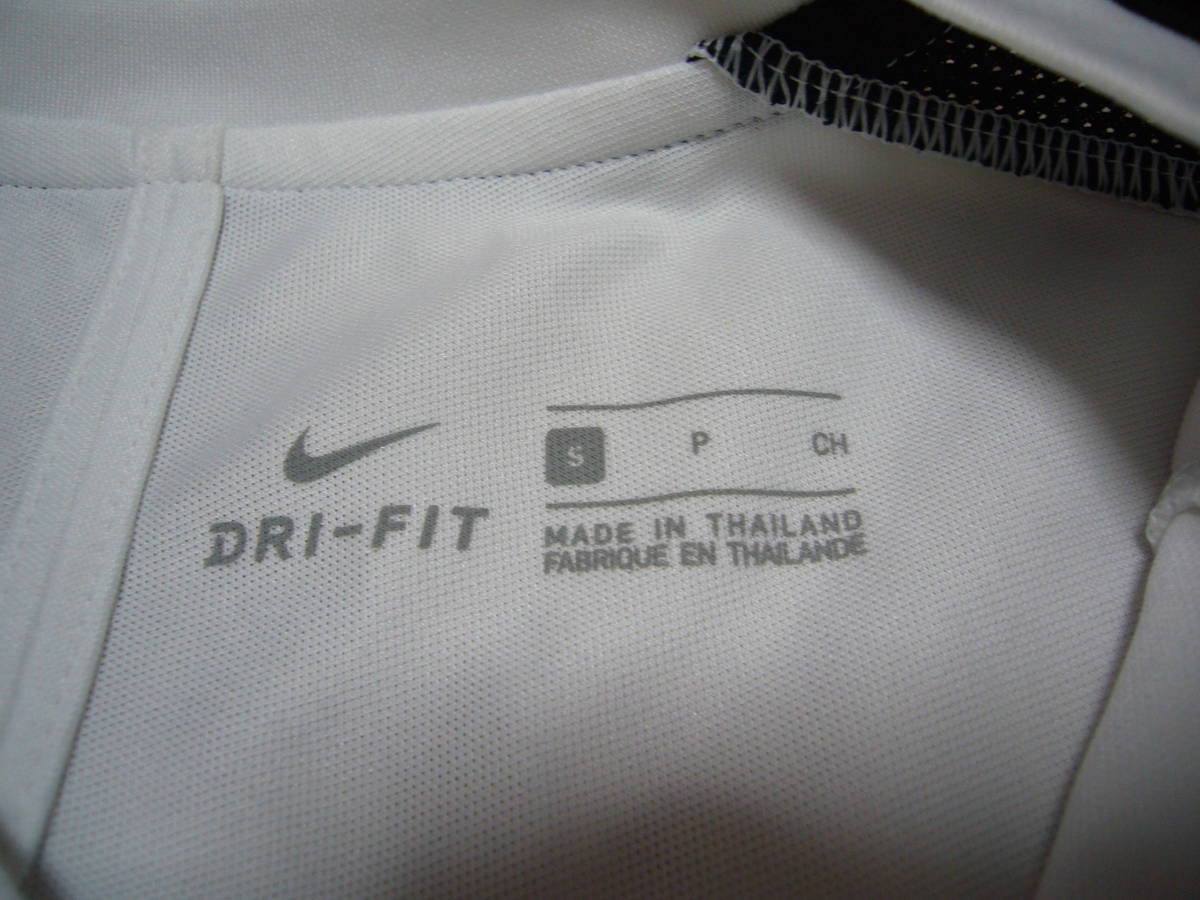 DRI-FIT
S P CH
MADE IN THAILAND
FABRIQUE EN THAILANDE